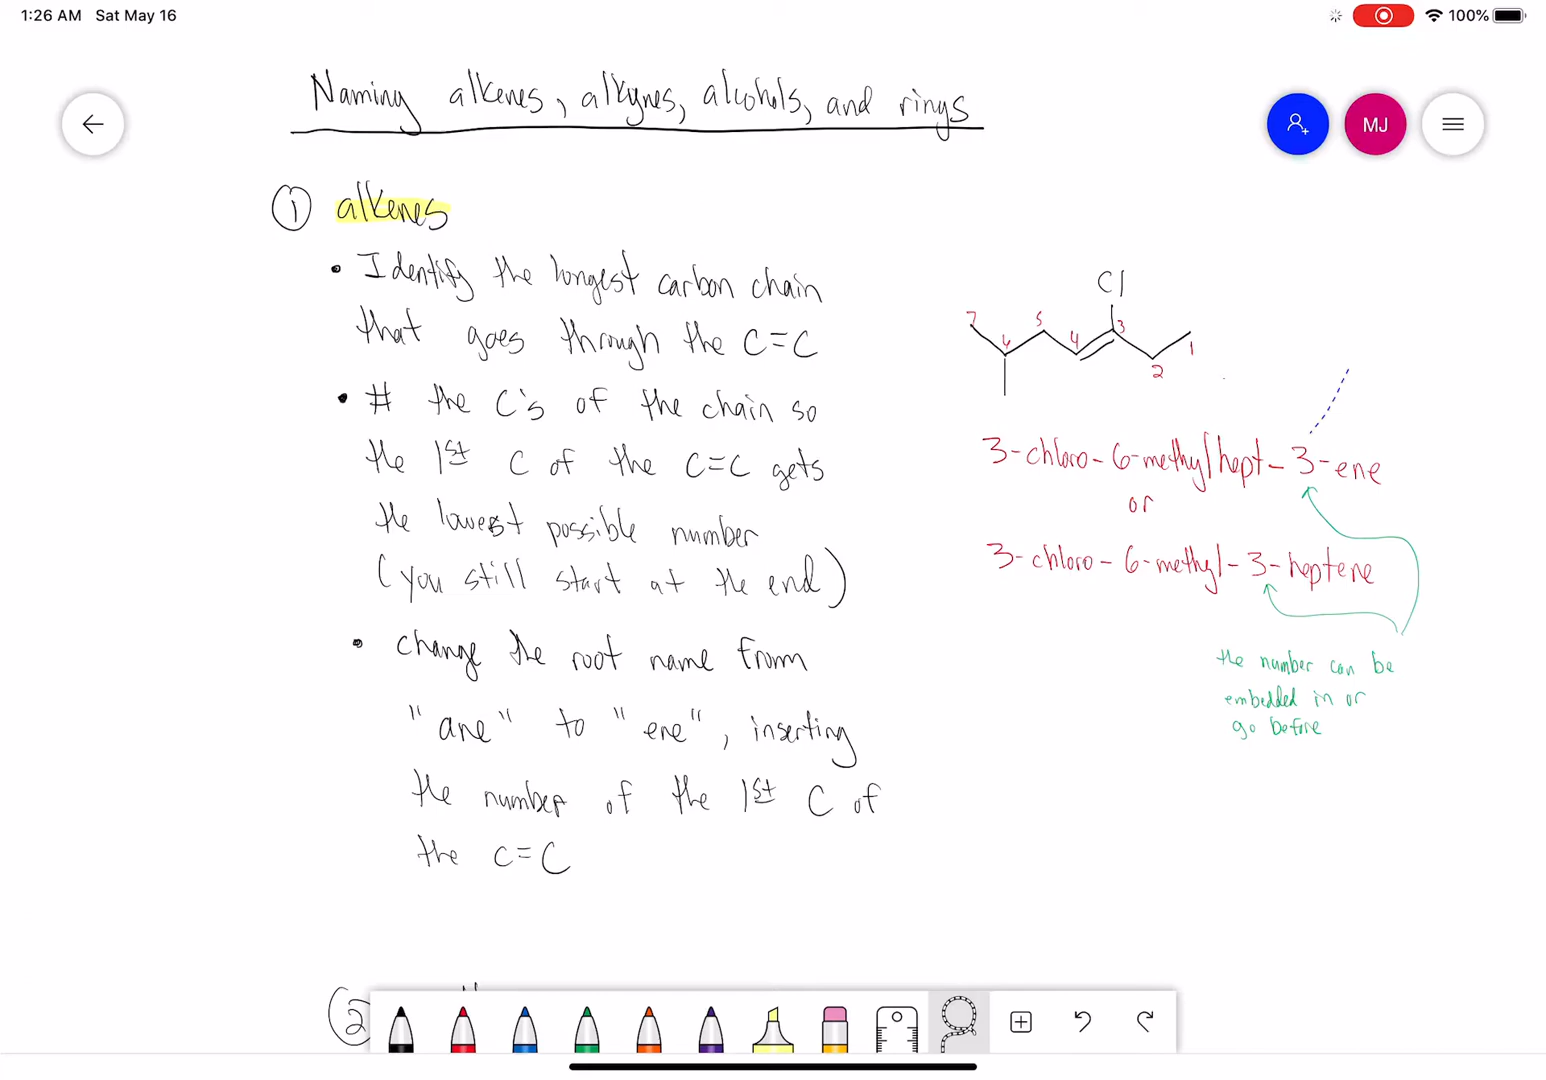 1:26 AM Sat May 16
100%
Naming alkenes, alkynes, alcohols, and rings
MJ
1 alkenes
• Identify the longest carbon chain
that goes through the C=C
• # the C's of the chain so
the 1st C of the C=C gets
the lowest possible number
(you still start at the end)
• change the root name from
"ane" to "ene", inserting
the number of the 1st C of
the C=C
2
Cl
7 6 5 4 3 2 1
3-chloro-6-methylhept-3-ene
or
3-chloro-6-methyl-3-heptene
the number can be
embedded in or
go before